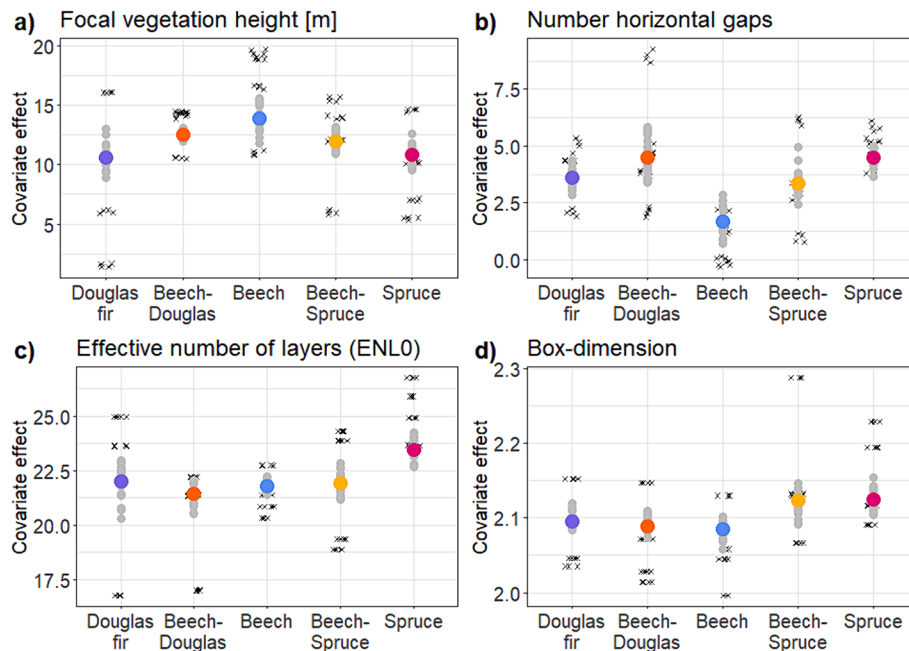 a) Focal vegetation height [m]
Covariate effect
20
15
10
5
Douglas fir
Beech-Douglas
Beech
Beech-Spruce
Spruce
b) Number horizontal gaps
Covariate effect
7.5
5.0
2.5
0.0
Douglas fir
Beech-Douglas
Beech
Beech-Spruce
Spruce
c) Effective number of layers (ENL0)
Covariate effect
25.0
22.5
20.0
17.5
Douglas fir
Beech-Douglas
Beech
Beech-Spruce
Spruce
d) Box-dimension
Covariate effect
2.3
2.2
2.1
2.0
Douglas fir
Beech-Douglas
Beech
Beech-Spruce
Spruce